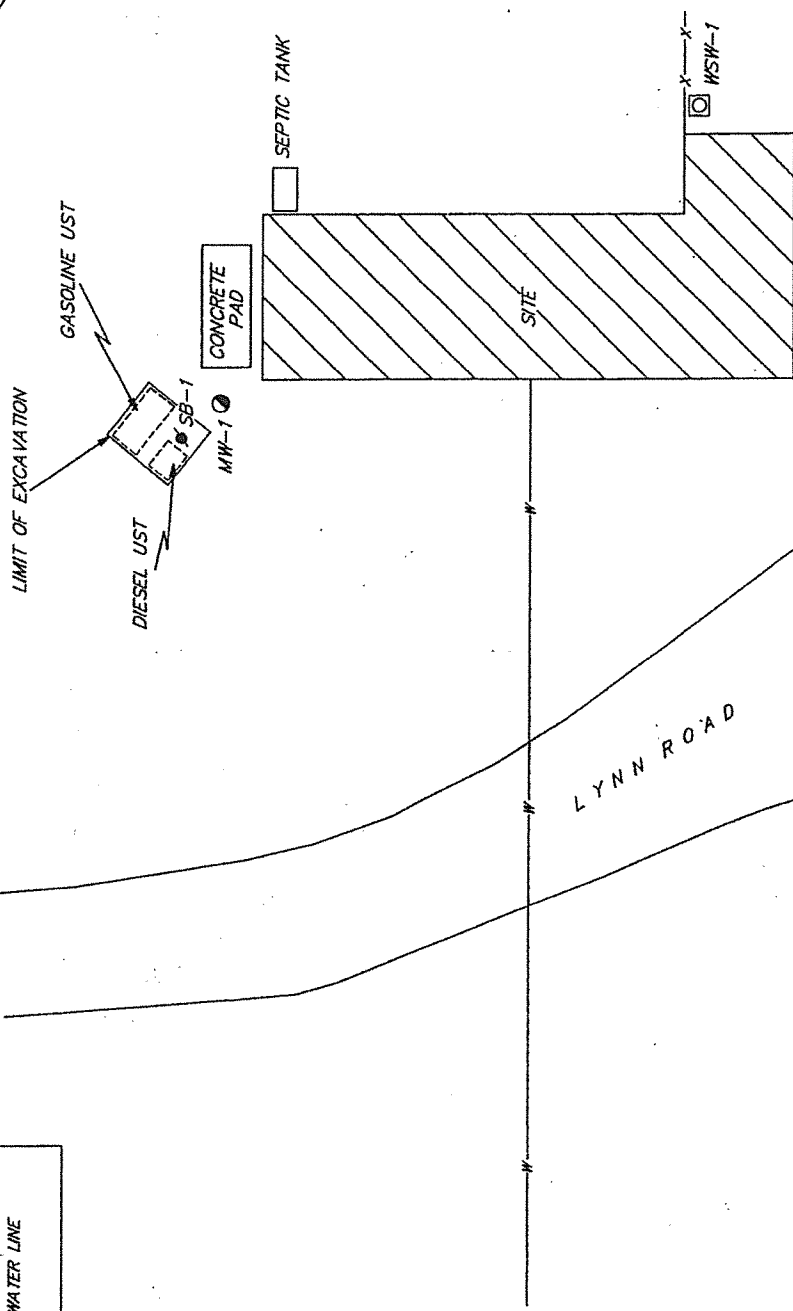 LIMIT OF EXCAVATION
GASOLINE UST
DIESEL UST
SB-1
MW-1
CONCRETE
PAD
SEPTIC TANK
SITE
X
X
WSW-1
W
W
W
LYNN ROAD
WATER LINE